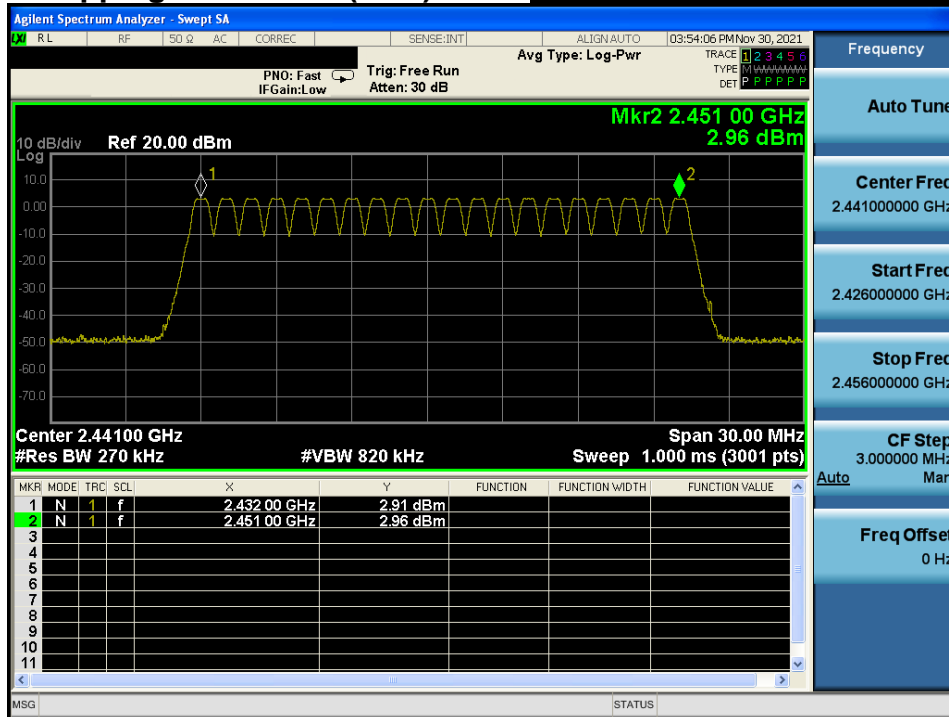 Agilent Spectrum Analyzer - Swept SA
LXI RL RF 50 Ω AC CORREC SENSE:INT ALIGN AUTO 03:54:06 PM Nov 30, 2021
PNO: Fast Trig: Free Run Avg Type: Log-Pwr TRACE 1 2 3 4 5 6
IFGain:Low Atten: 30 dB TYPE M WWWWW
DET P P P P P P
Frequency
Mkr2 2.451 00 GHz
10 dB/div Ref 20.00 dBm 2.96 dBm
Log
10.0
0.00
-10.0
-20.0
-30.0
-40.0
-50.0
-60.0
-70.0
1
2
Center 2.44100 GHz Span 30.00 MHz
#Res BW 270 kHz #VBW 820 kHz Sweep 1.000 ms (3001 pts)
MKR MODE TRC SCL X Y FUNCTION FUNCTION WIDTH FUNCTION VALUE
1 N 1 f 2.432 00 GHz 2.91 dBm
2 N 1 f 2.451 00 GHz 2.96 dBm
3
4
5
6
7
8
9
10
11
Auto Tune
Center Freq
2.441000000 GHz
Start Freq
2.426000000 GHz
Stop Freq
2.456000000 GHz
CF Step
3.000000 MHz
Auto Man
Freq Offset
0 Hz
MSG STATUS